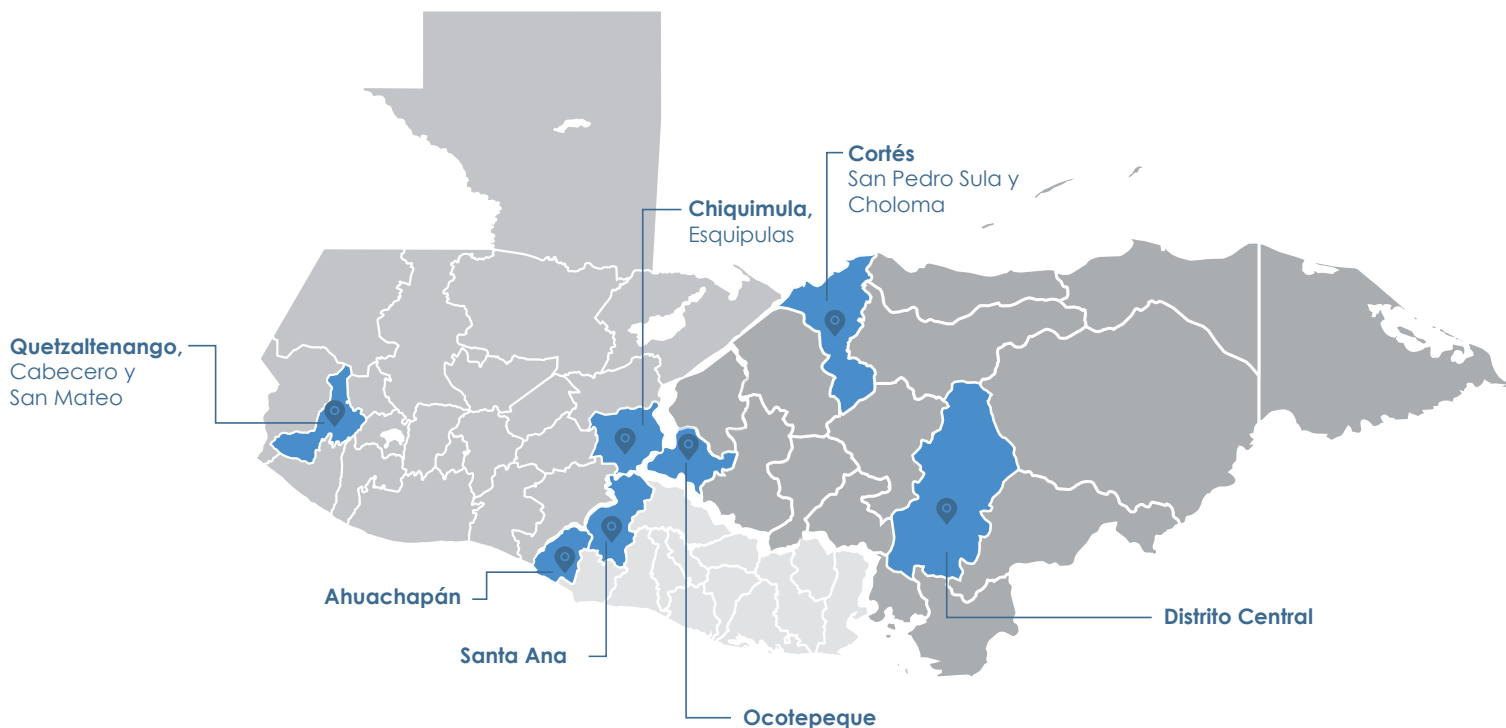 Cortés
San Pedro Sula y
Choloma
Chiquimula,
Esquipulas
Quetzaltenango,
Cabecero y
San Mateo
Ahuachapán
Distrito Central
Santa Ana
Ocotepeque